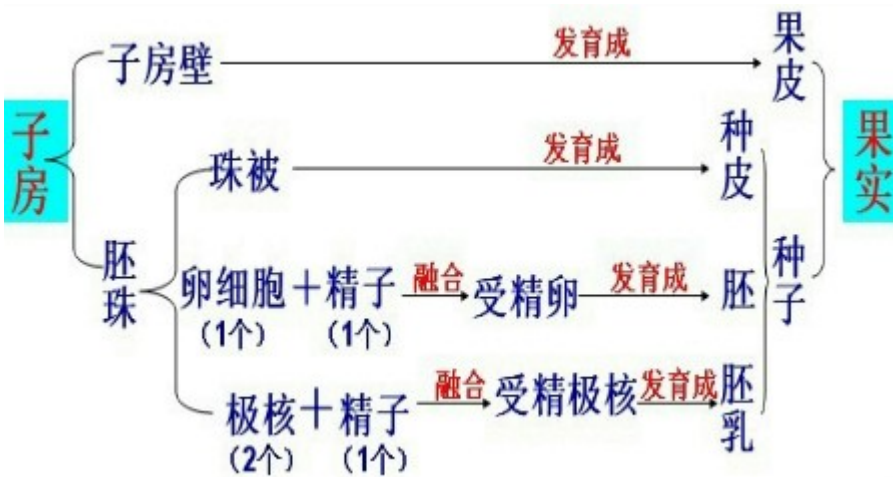 子房壁 发育成 果皮
子房 果实
珠被 发育成 种皮
胚珠 种子
卵细胞＋精子 融合 受精卵 发育成 胚
（1个） （1个）
极核＋精子 融合 受精极核 发育成 胚乳
（2个） （1个）